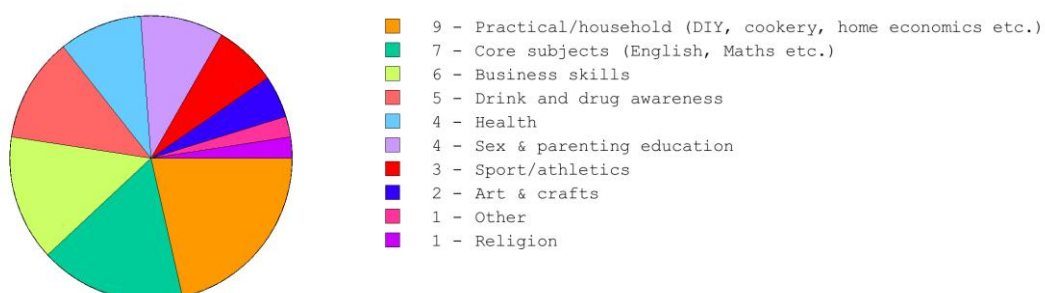 9 - Practical/household (DIY, cookery, home economics etc.)
7 - Core subjects (English, Maths etc.)
6 - Business skills
5 - Drink and drug awareness
4 - Health
4 - Sex & parenting education
3 - Sport/athletics
2 - Art & crafts
1 - Other
1 - Religion